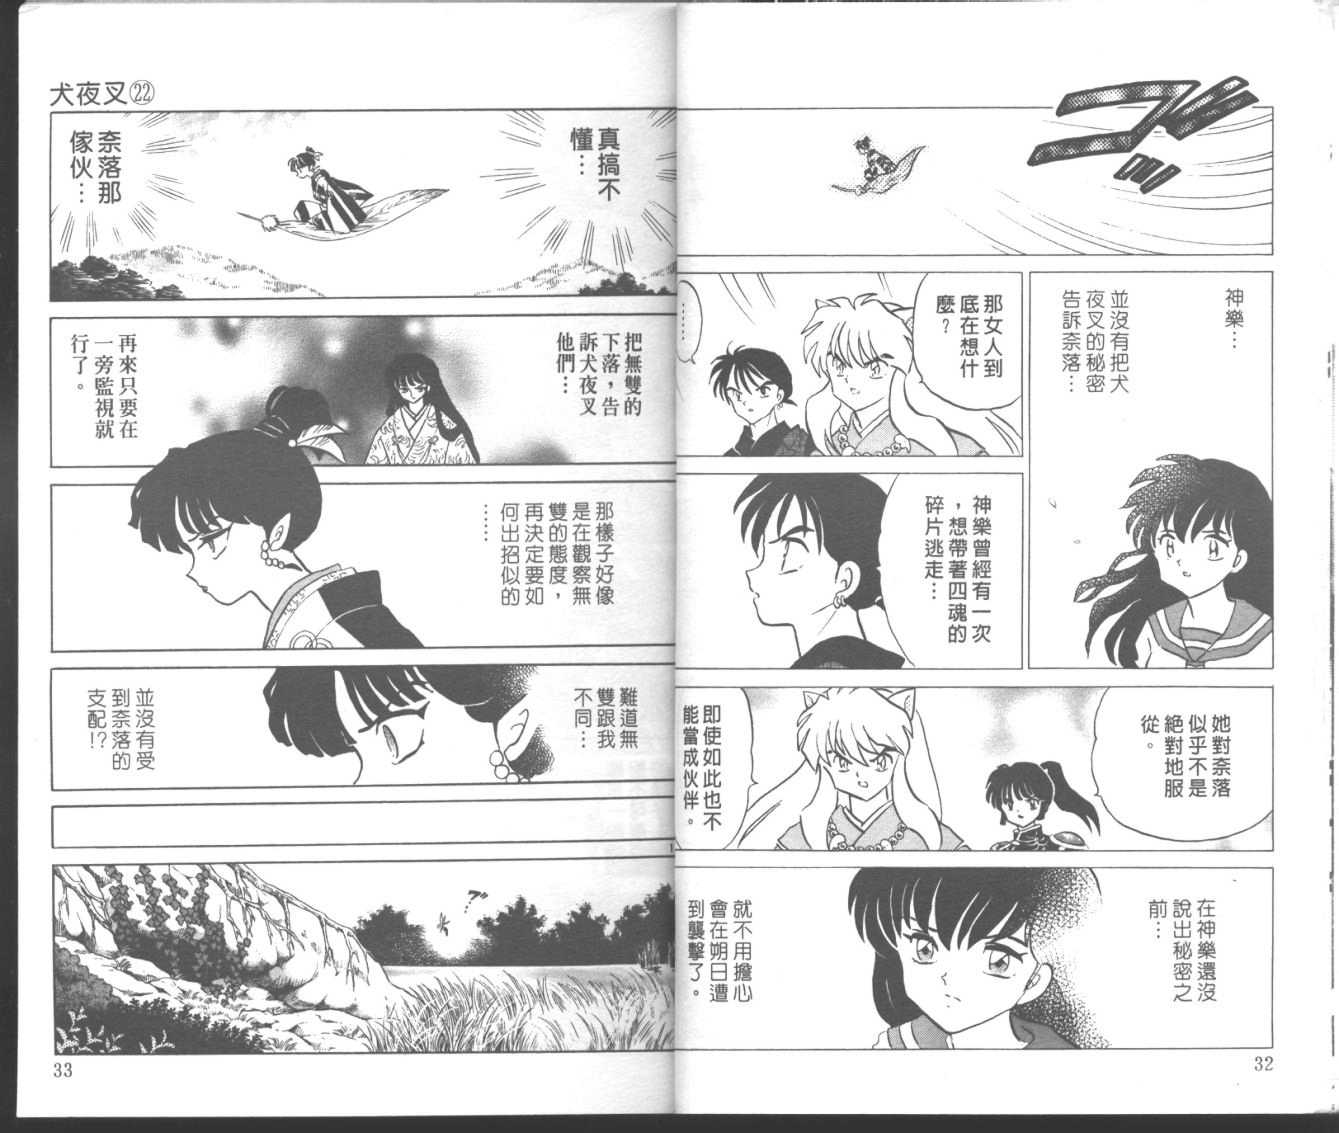 ゴォ
神樂…
並沒有把犬
夜叉的秘密
告訴奈落…
那女人到
底在想什
麼？
……
神樂曾經有一次
，想帶著四魂的
碎片逃走…
她對奈落
似乎不是
絕對地服
從。
即使如此也不
能當成伙伴。
在神樂還沒
說出秘密之
前…
就不用擔心
會在朔日遭
到襲擊了。
32
犬夜叉㉒
真搞不
懂…
奈落那
傢伙…
把無雙的
下落，告
訴犬夜叉
他們…
再來只要在
一旁監視就
行了。
那樣子好像
是在觀察無
雙的態度，
再決定要如
何出招似的
……
難道無
雙跟我
不同…
並沒有受
到奈落的
支配!?
33